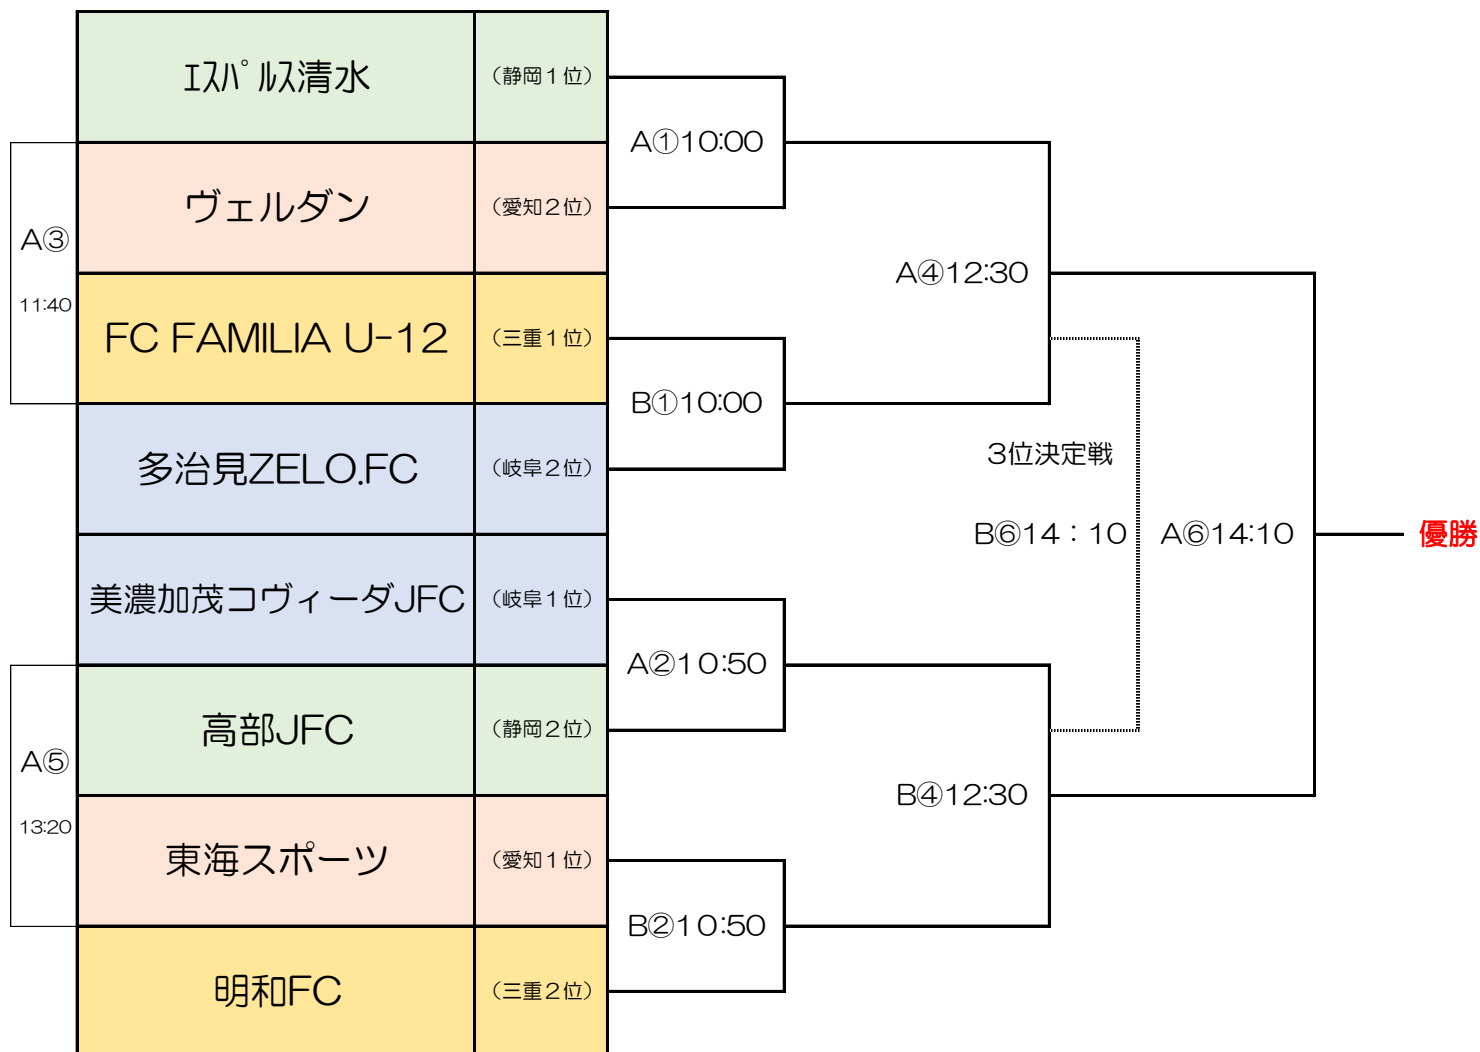 ｴｽﾊﾟﾙｽ清水 （静岡１位）
A①10:00
ヴェルダン （愛知２位）
A③
11:40
A④12:30
FC FAMILIA U-12 （三重１位）
B①10:00
多治見ZELO.FC （岐阜２位）
3位決定戦
B⑥14：10
A⑥14:10
優勝
美濃加茂コヴィーダJFC （岐阜１位）
A②10:50
高部JFC （静岡２位）
A⑤
13:20
B④12:30
東海スポーツ （愛知１位）
B②10:50
明和FC （三重２位）